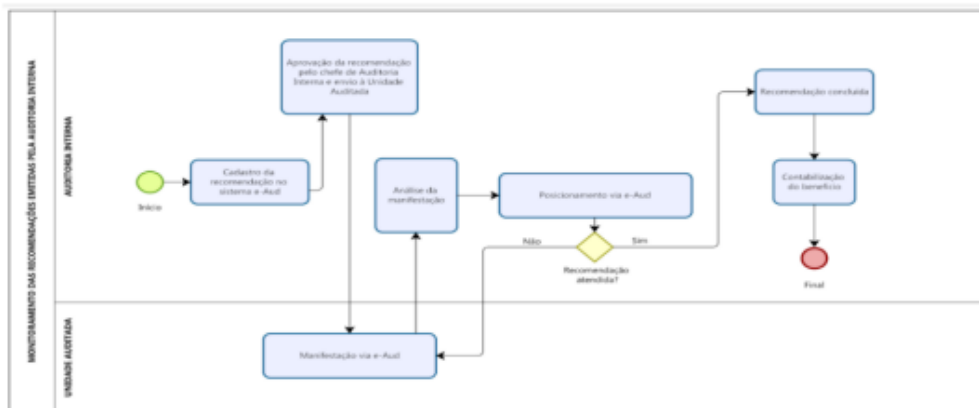 MONITORAMENTO DAS RECOMENDAÇÕES EMITIDAS PELA AUDITORIA INTERNA
AUDITORIA INTERNA
Início
Cadastro da
recomendação no
sistema e-Aud
Aprovação da recomendação
pelo chefe de Auditoria
Interna e envio à Unidade
Auditada
Análise da
manifestação
Posicionamento via e-Aud
Não
Sim
Recomendação
atendida?
Recomendação concluída
Contabilização
do benefício
Final
UNIDADE AUDITADA
Manifestação via e-Aud